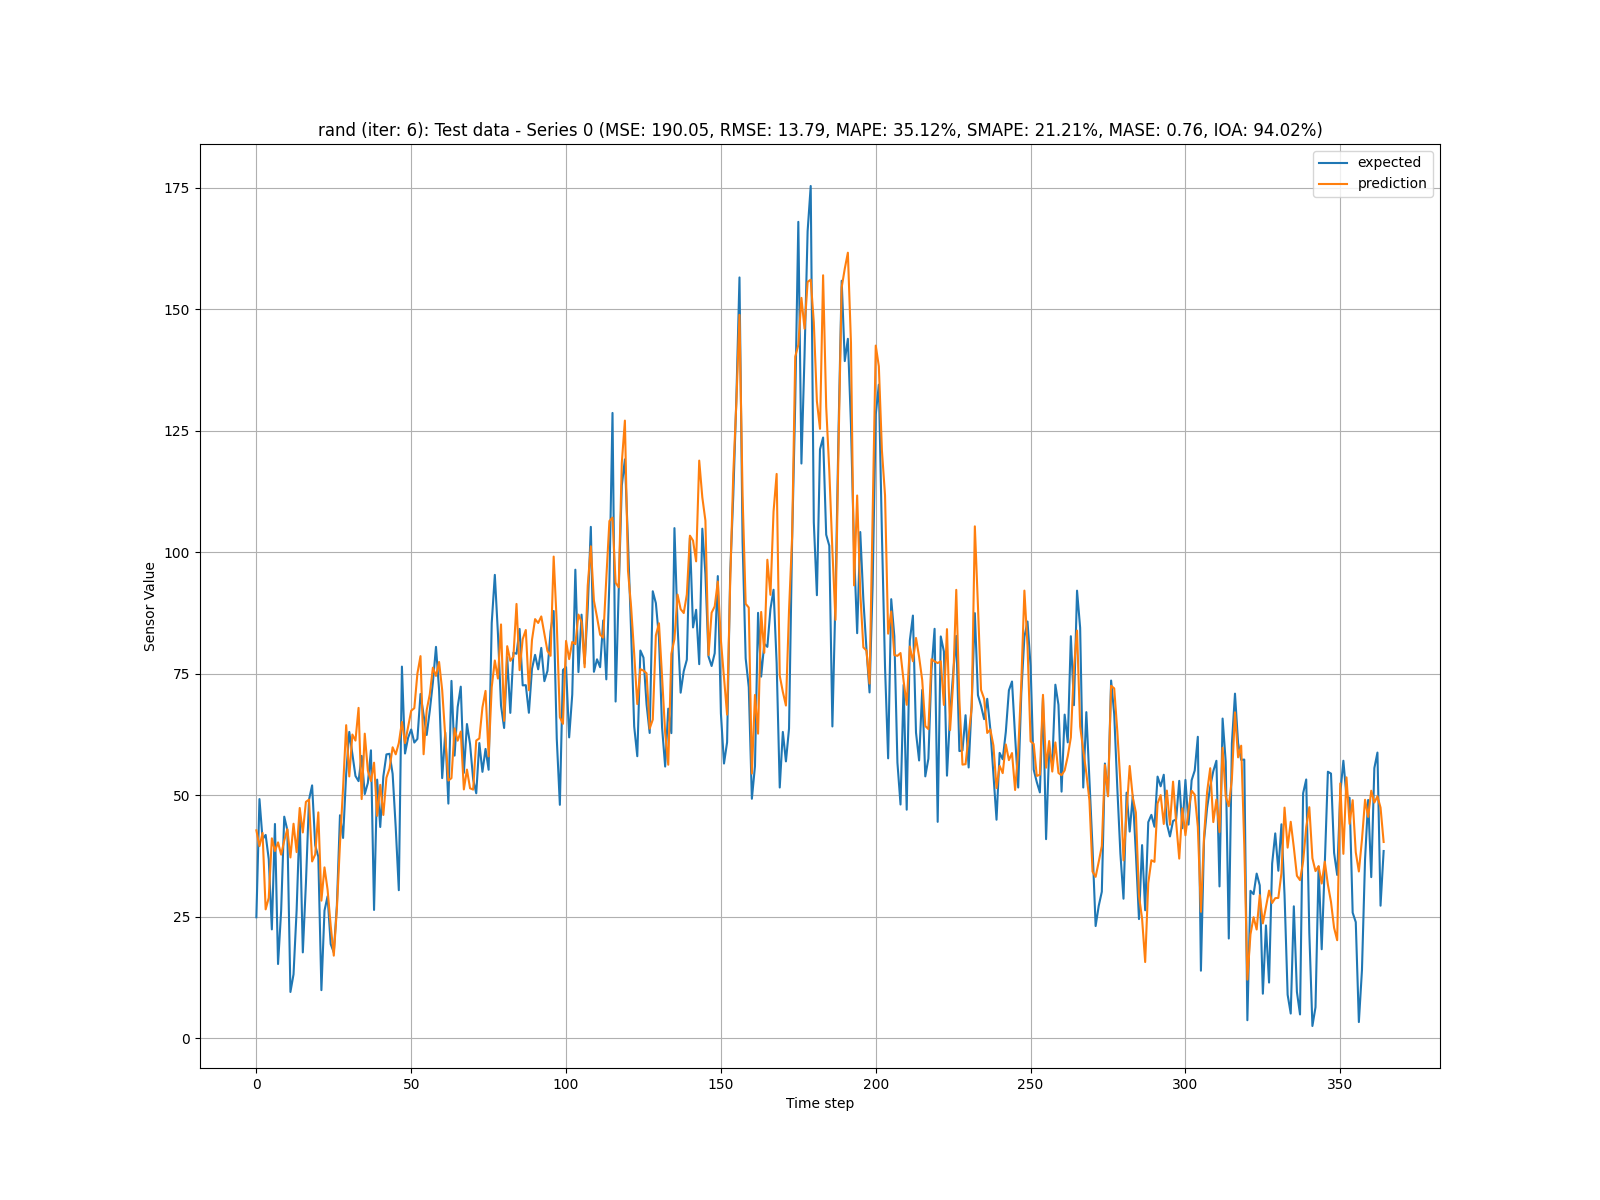 rand (iter: 6): Test data - Series 0 (MSE: 190.05, RMSE: 13.79, MAPE: 35.12%, SMAPE: 21.21%, MASE: 0.76, IOA: 94.02%)
expected
prediction
175
150
125
100
75
50
25
0
Sensor Value
0 50 100 150 200 250 300 350
Time step